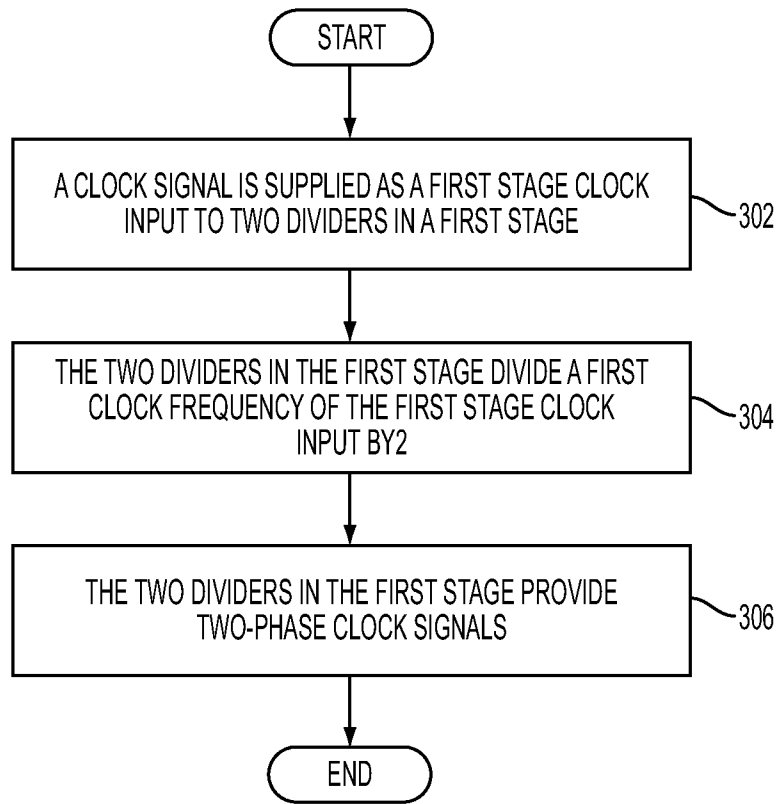 START
A CLOCK SIGNAL IS SUPPLIED AS A FIRST STAGE CLOCK
INPUT TO TWO DIVIDERS IN A FIRST STAGE
302
THE TWO DIVIDERS IN THE FIRST STAGE DIVIDE A FIRST
CLOCK FREQUENCY OF THE FIRST STAGE CLOCK
INPUT BY2
304
THE TWO DIVIDERS IN THE FIRST STAGE PROVIDE
TWO-PHASE CLOCK SIGNALS
306
END